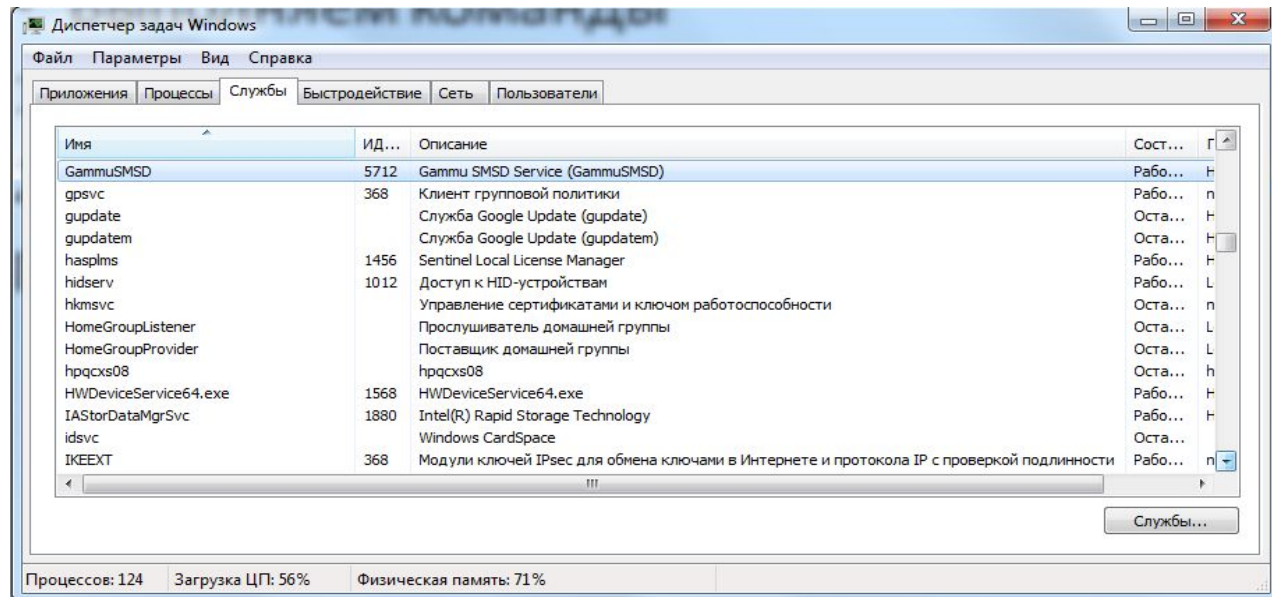 Диспетчер задач Windows
Файл Параметры Вид Справка
Приложения Процессы Службы Быстродействие Сеть Пользователи
Имя ИД... Описание Сост... Г
GammuSMSD 5712 Gammu SMSD Service (GammuSMSD) Рабо... Н
gpsvc 368 Клиент групповой политики Рабо... n
gupdate Служба Google Update (gupdate) Оста... Н
gupdatem Служба Google Update (gupdatem) Оста... Н
hasplms 1456 Sentinel Local License Manager Рабо... Н
hidserv 1012 Доступ к HID-устройствам Рабо... L
hkmsvc Управление сертификатами и ключом работоспособности Оста... n
HomeGroupListener Прослушиватель домашней группы Оста... L
HomeGroupProvider Поставщик домашней группы Оста... L
hpqcxs08 hpqcxs08 Оста... h
HWDeviceService64.exe 1568 HWDeviceService64.exe Рабо... Н
IAStorDataMgrSvc 1880 Intel(R) Rapid Storage Technology Рабо... Н
idsvc Windows CardSpace Оста...
IKEEXT 368 Модули ключей IPsec для обмена ключами в Интернете и протокола IP с проверкой подлинности Рабо... n
Службы...
Процессов: 124 Загрузка ЦП: 56% Физическая память: 71%